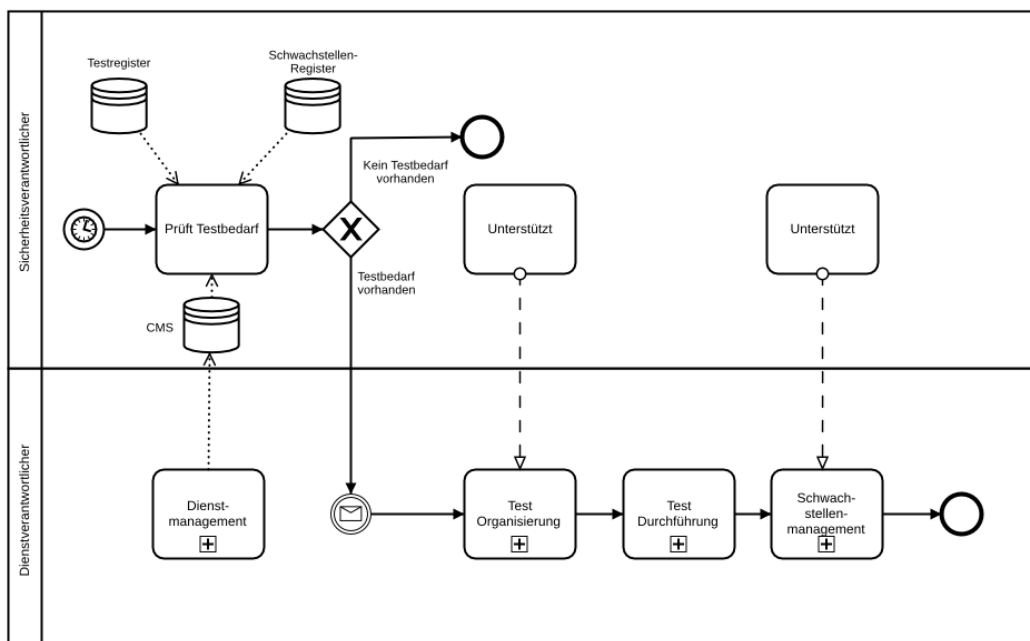 Sicherheitsverantwortlicher
Testregister
Schwachstellen-
Register
Prüft Testbedarf
X
Kein Testbedarf
vorhanden
Testbedarf
vorhanden
CMS
Unterstützt
Unterstützt
Dienstverantwortlicher
Dienst-
management
Test
Organisierung
Test
Durchführung
Schwach-
stellen-
management